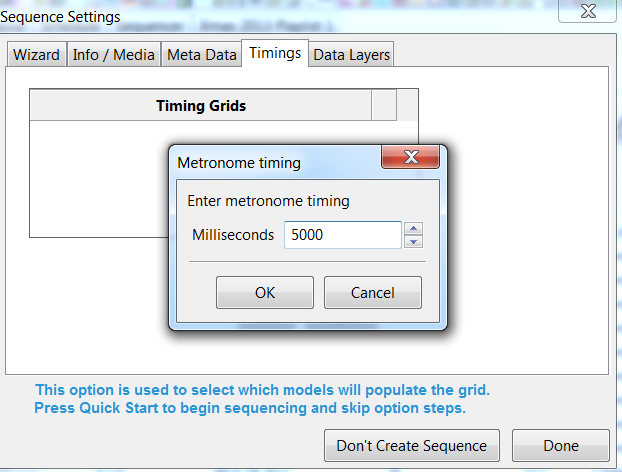 Sequence Settings
Wizard Info / Media Meta Data Timings Data Layers
Timing Grids
Metronome timing
Enter metronome timing
Milliseconds 5000
OK Cancel
This option is used to select which models will populate the grid.
Press Quick Start to begin sequencing and skip option steps.
Don't Create Sequence Done